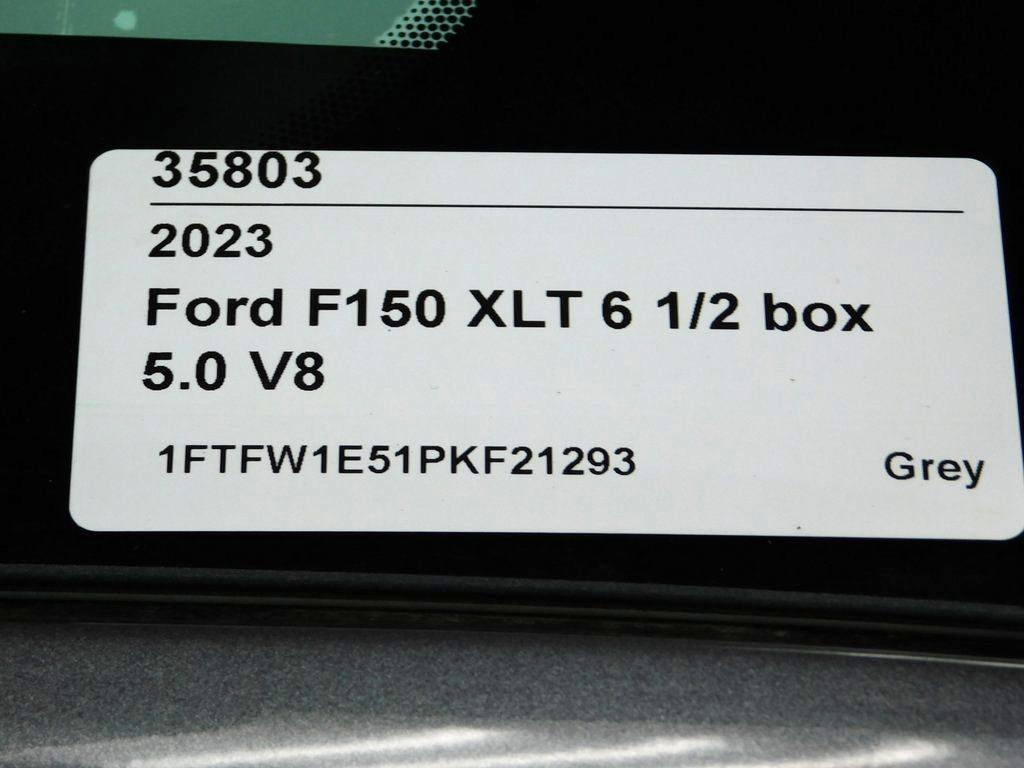 35803
2023
Ford F150 XLT 6 1/2 box
5.0 V8
1FTFW1E51PKF21293 Grey